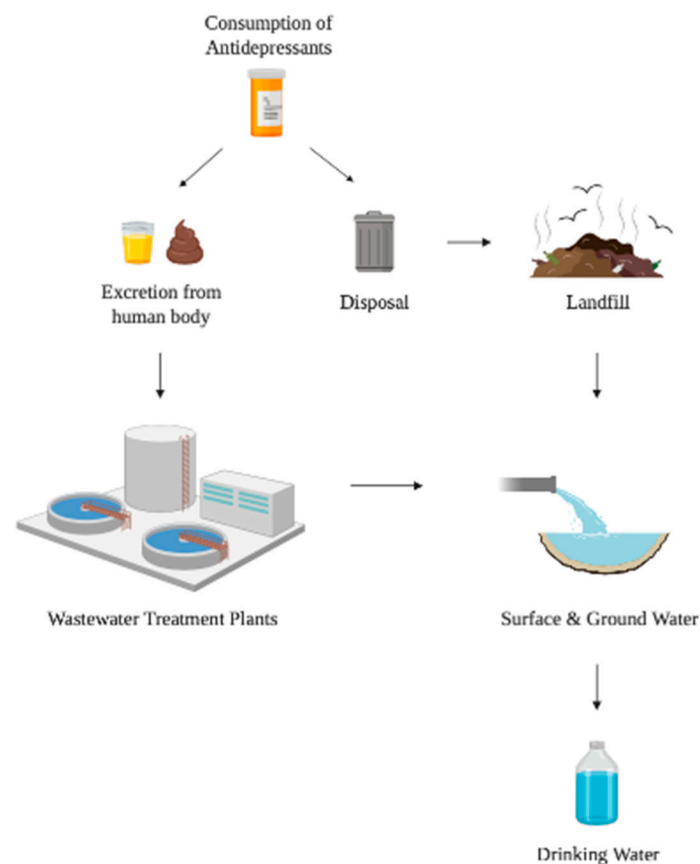 Consumption of
Antidepressants
Excretion from
human body
Disposal
Landfill
Wastewater Treatment Plants
Surface & Ground Water
Drinking Water